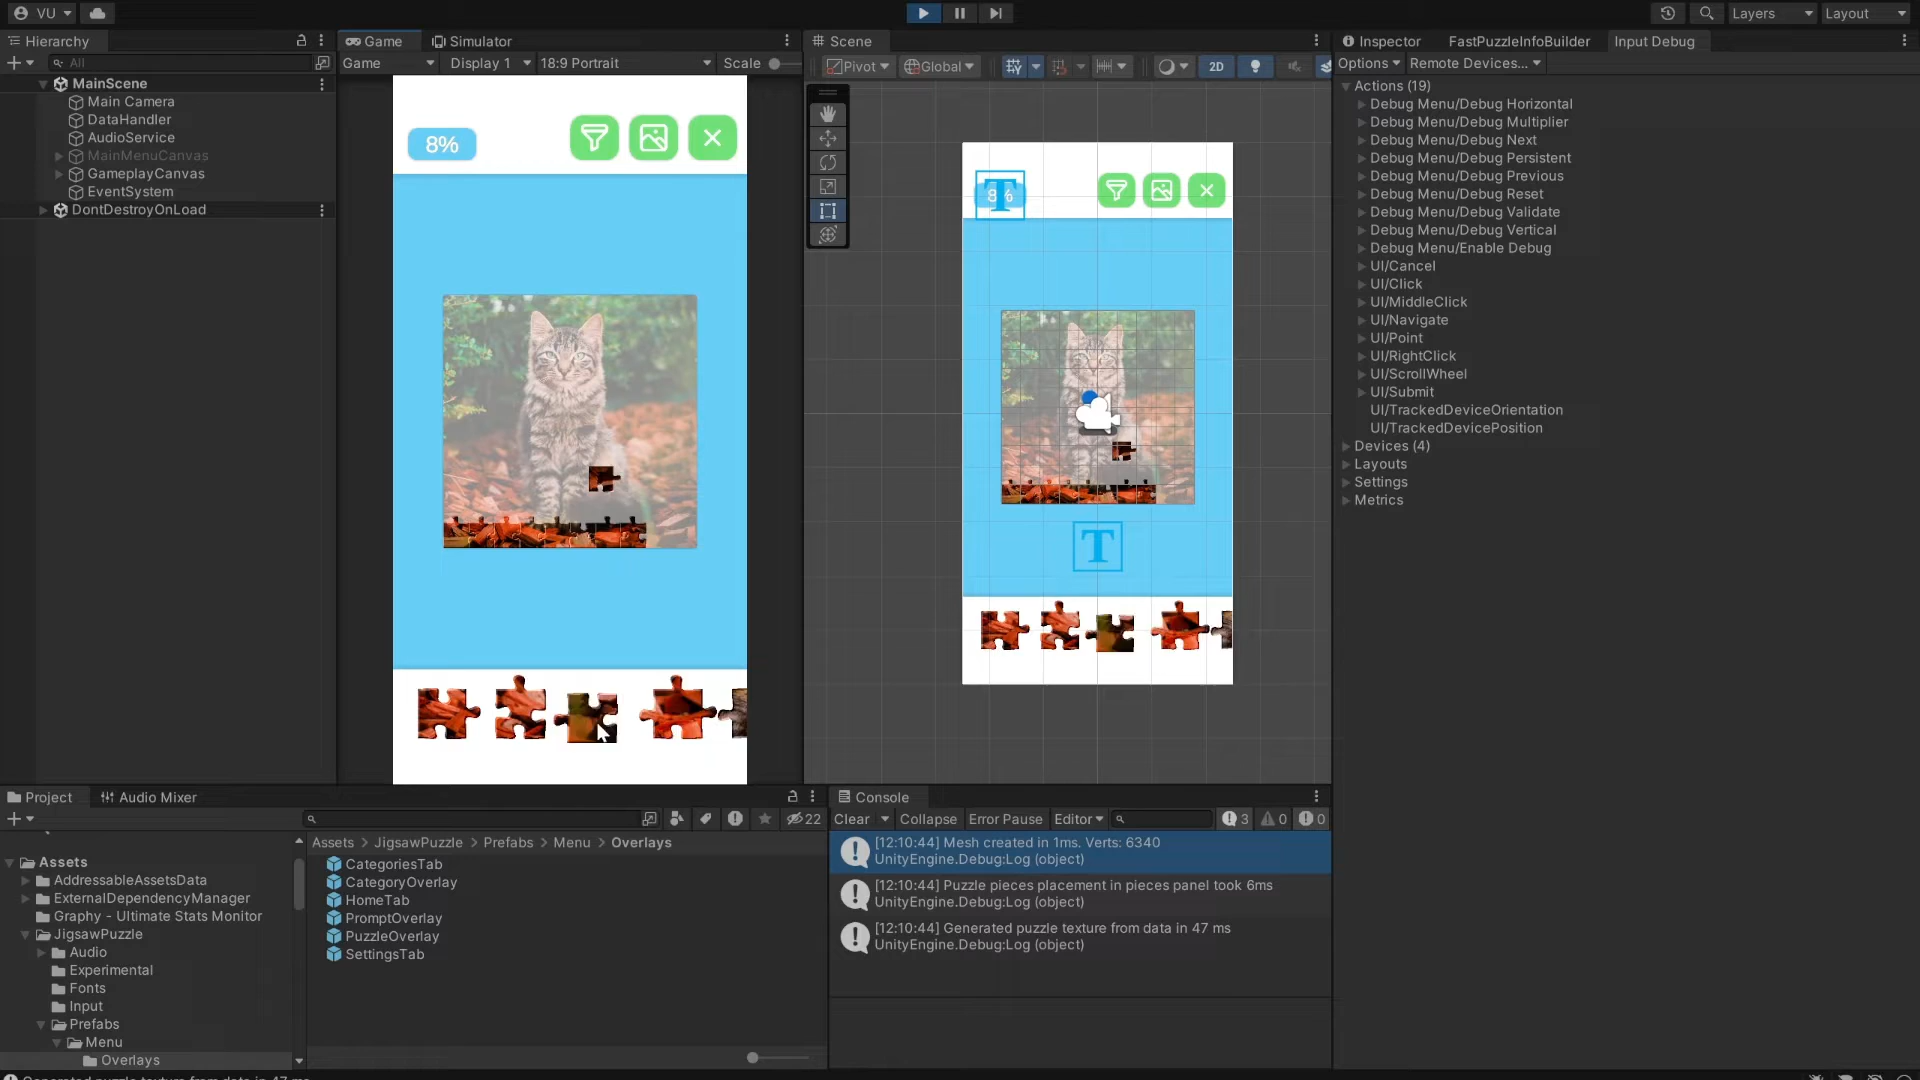 VU
Layers
Layout
Hierarchy
All
MainScene
Main Camera
DataHandler
AudioService
MainMenuCanvas
GameplayCanvas
EventSystem
DontDestroyOnLoad
Game
Simulator
Game
Display 1
18:9 Portrait
Scale
8%
Scene
Pivot
Global
2D
8%
T
T
Inspector
FastPuzzleInfoBuilder
Input Debug
Options
Remote Devices...
Actions (19)
Debug Menu/Debug Horizontal
Debug Menu/Debug Multiplier
Debug Menu/Debug Next
Debug Menu/Debug Persistent
Debug Menu/Debug Previous
Debug Menu/Debug Reset
Debug Menu/Debug Validate
Debug Menu/Debug Vertical
Debug Menu/Enable Debug
UI/Cancel
UI/Click
UI/MiddleClick
UI/Navigate
UI/Point
UI/RightClick
UI/ScrollWheel
UI/Submit
UI/TrackedDeviceOrientation
UI/TrackedDevicePosition
Devices (4)
Layouts
Settings
Metrics
Project
Audio Mixer
22
Assets
AddressableAssetsData
ExternalDependencyManager
Graphy - Ultimate Stats Monitor
JigsawPuzzle
Audio
Experimental
Fonts
Input
Prefabs
Menu
Overlays
Assets > JigsawPuzzle > Prefabs > Menu > Overlays
CategoriesTab
CategoryOverlay
HomeTab
PromptOverlay
PuzzleOverlay
SettingsTab
Console
Clear
Collapse
Error Pause
Editor
3
0
0
[12:10:44] Mesh created in 1ms. Verts: 6340
UnityEngine.Debug:Log (object)
[12:10:44] Puzzle pieces placement in pieces panel took 6ms
UnityEngine.Debug:Log (object)
[12:10:44] Generated puzzle texture from data in 47 ms
UnityEngine.Debug:Log (object)
Generated puzzle texture from data in 47 ms